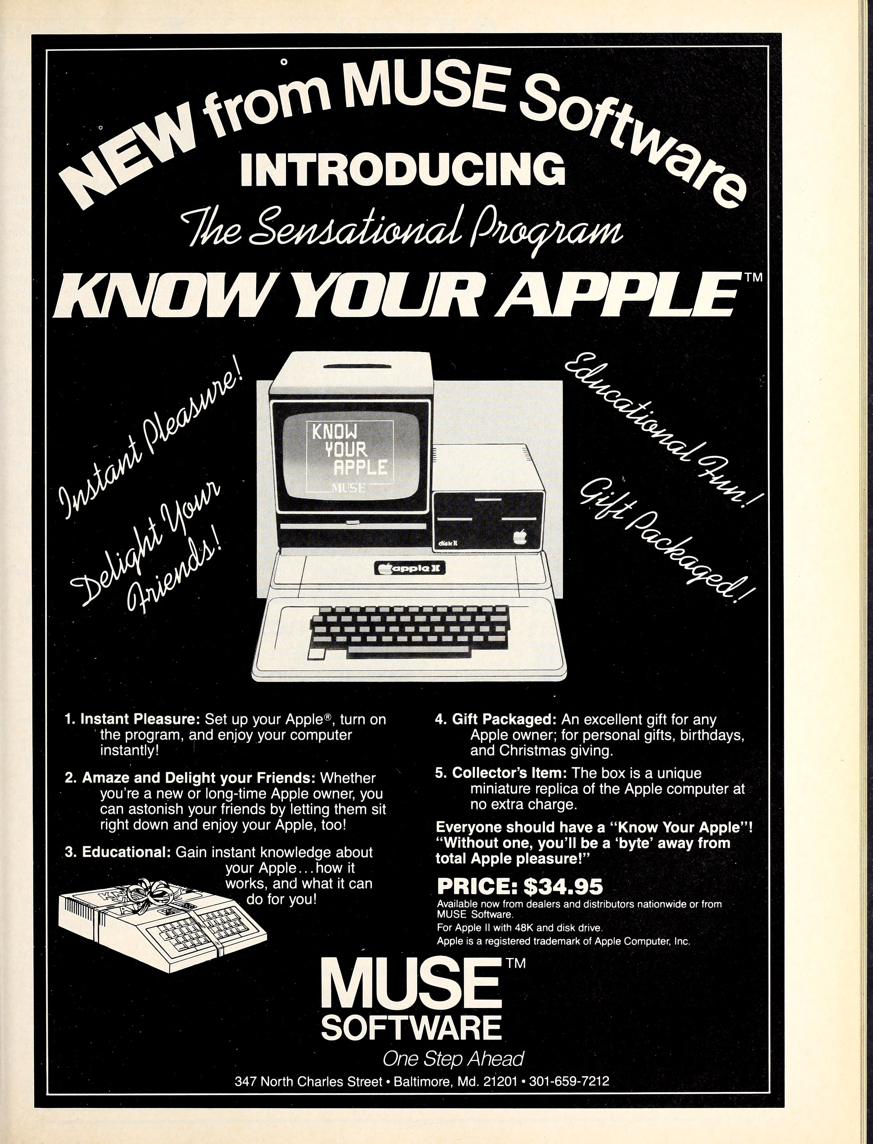 NEW from MUSE Software
INTRODUCING
The Sensational Program
KNOW YOUR APPLE™
Instant Pleasure!
Delight Your
Friends!
Educational Fun!
Gift Packaged!
KNOW
YOUR
APPLE
MUSE
disk II
apple ][
1. Instant Pleasure: Set up your Apple®, turn on
the program, and enjoy your computer
instantly!
2. Amaze and Delight your Friends: Whether
you're a new or long-time Apple owner, you
can astonish your friends by letting them sit
right down and enjoy your Apple, too!
3. Educational: Gain instant knowledge about
your Apple...how it
works, and what it can
do for you!
4. Gift Packaged: An excellent gift for any
Apple owner; for personal gifts, birthdays,
and Christmas giving.
5. Collector's Item: The box is a unique
miniature replica of the Apple computer at
no extra charge.
Everyone should have a "Know Your Apple"!
"Without one, you'll be a 'byte' away from
total Apple pleasure!"
PRICE: $34.95
Available now from dealers and distributors nationwide or from
MUSE Software.
For Apple II with 48K and disk drive.
Apple is a registered trademark of Apple Computer, Inc.
MUSE™
SOFTWARE
One Step Ahead
347 North Charles Street • Baltimore, Md. 21201 • 301-659-7212